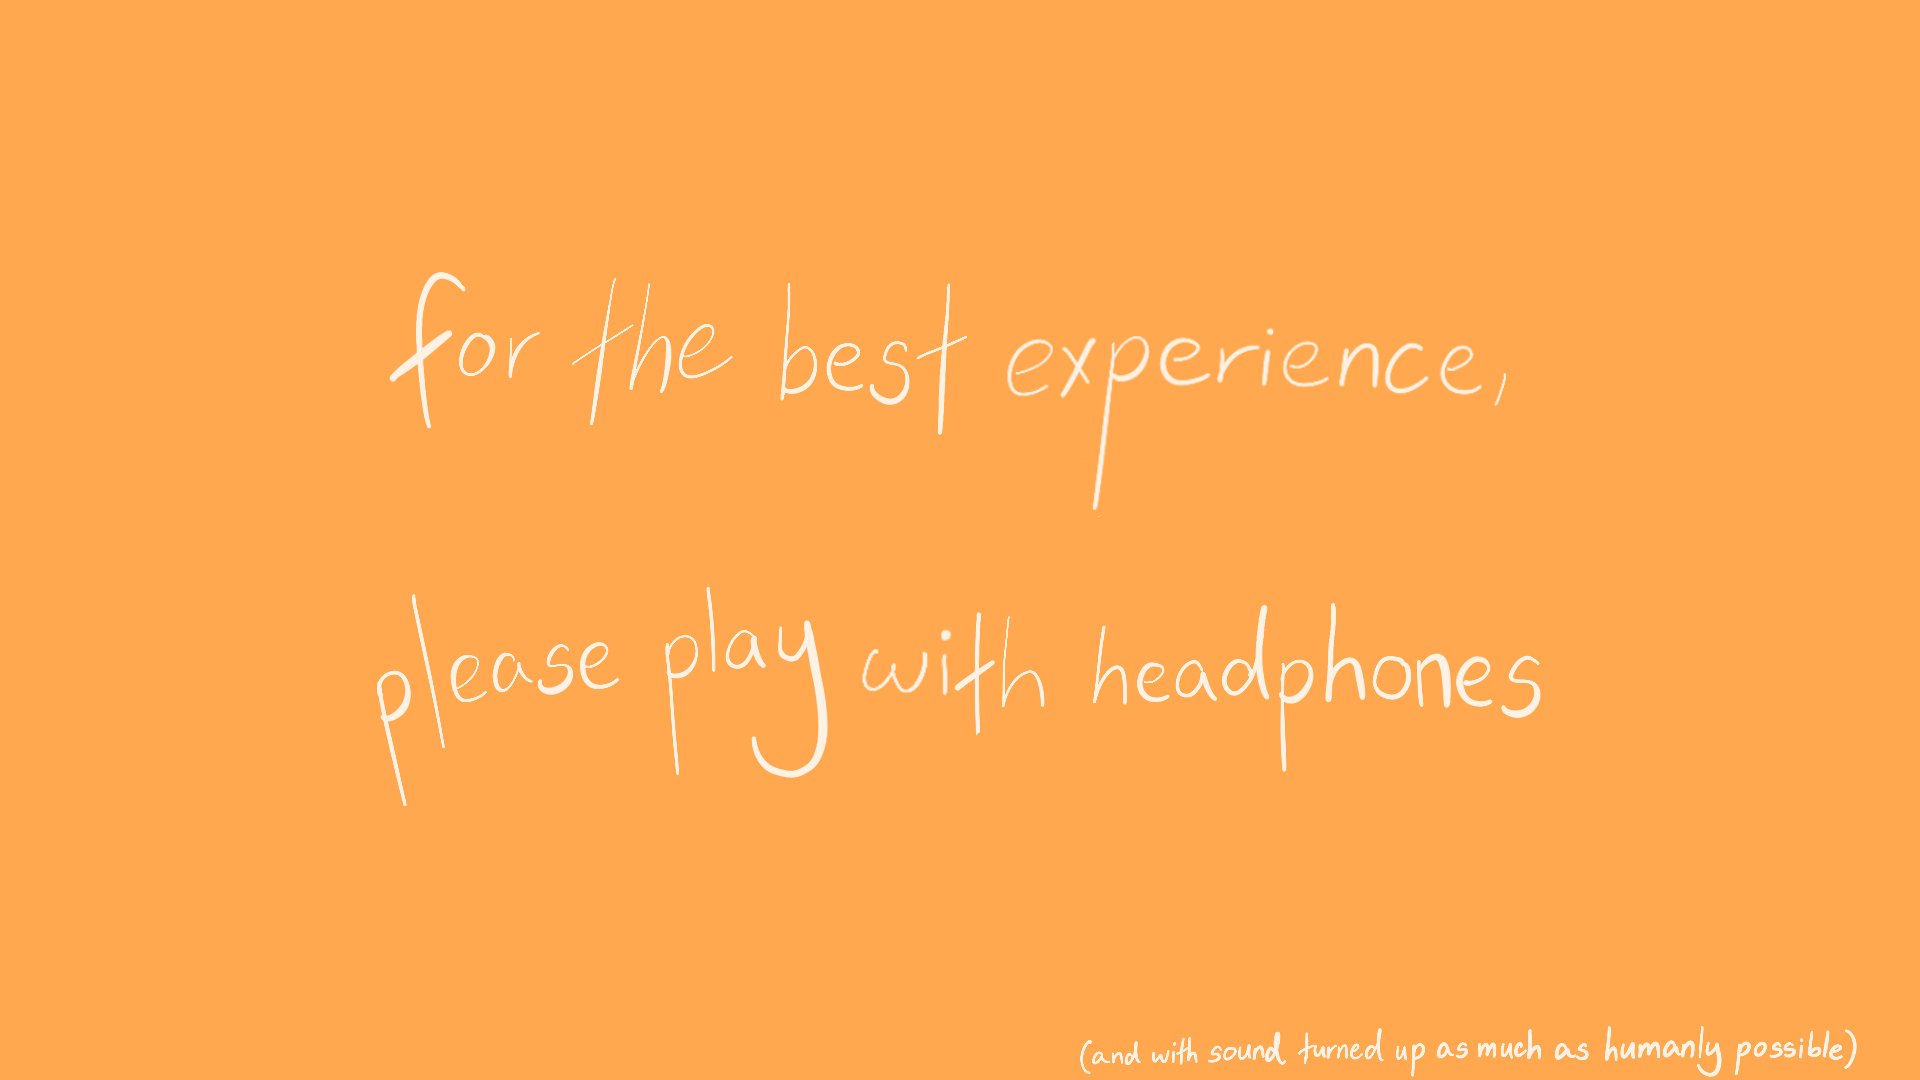 for the best experience,
please play with headphones
(and with sound turned up as much as humanly possible)